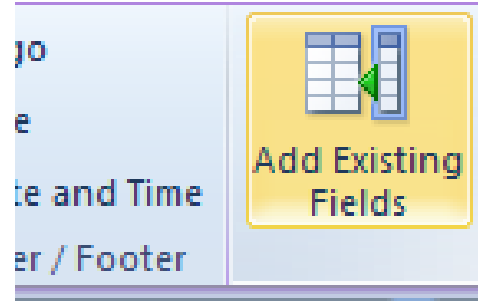 go
e
te and Time
er / Footer
Add Existing
Fields